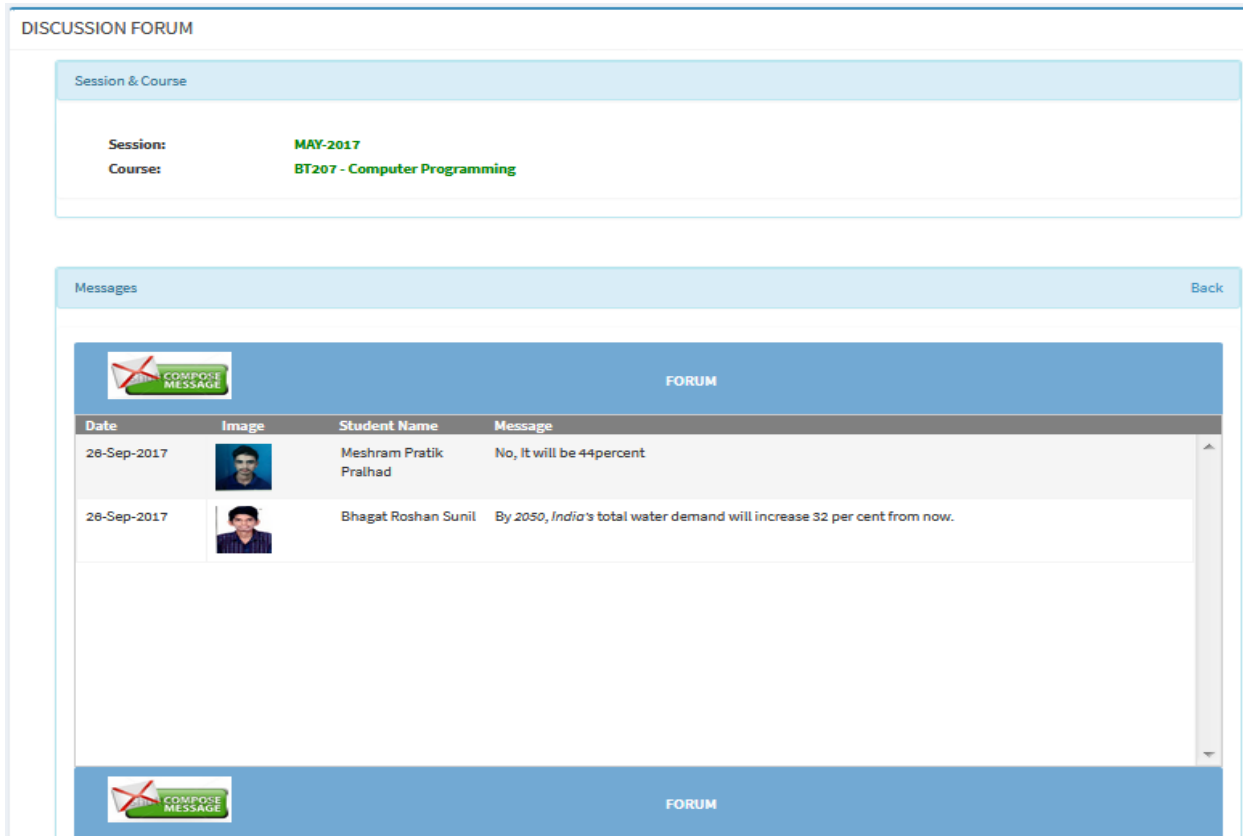 DISCUSSION FORUM
Session & Course
Session: MAY-2017
Course: BT207 - Computer Programming
Messages Back
COMPOSE
MESSAGE
FORUM
Date Image Student Name Message
26-Sep-2017 Meshram Pratik No, It will be 44percent
Pralhad
26-Sep-2017 Bhagat Roshan Sunil By 2050, India's total water demand will increase 32 per cent from now.
COMPOSE
MESSAGE
FORUM